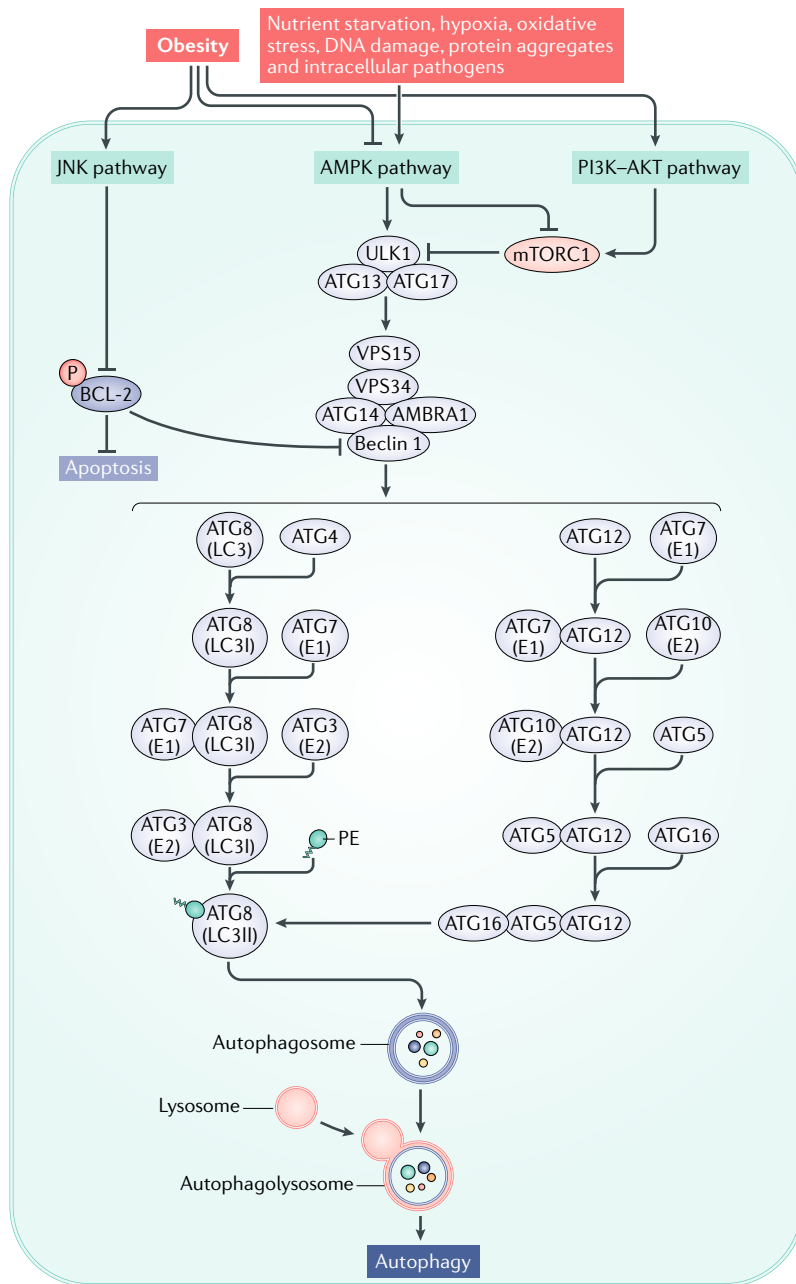 Obesity
Nutrient starvation, hypoxia, oxidative
stress, DNA damage, protein aggregates
and intracellular pathogens
JNK pathway
AMPK pathway
PI3K–AKT pathway
ULK1
mTORC1
ATG13
ATG17
VPS15
P
BCL-2
VPS34
ATG14
AMBRA1
Beclin 1
Apoptosis
ATG8
(LC3)
ATG4
ATG12
ATG7
(E1)
ATG8
(LC3I)
ATG7
(E1)
ATG7
(E1)
ATG12
ATG10
(E2)
ATG7
(E1)
ATG8
(LC3I)
ATG3
(E2)
ATG10
(E2)
ATG12
ATG5
ATG3
(E2)
ATG8
(LC3I)
PE
ATG5
ATG12
ATG16
ATG8
(LC3II)
ATG16
ATG5
ATG12
Autophagosome
Lysosome
Autophagolysosome
Autophagy